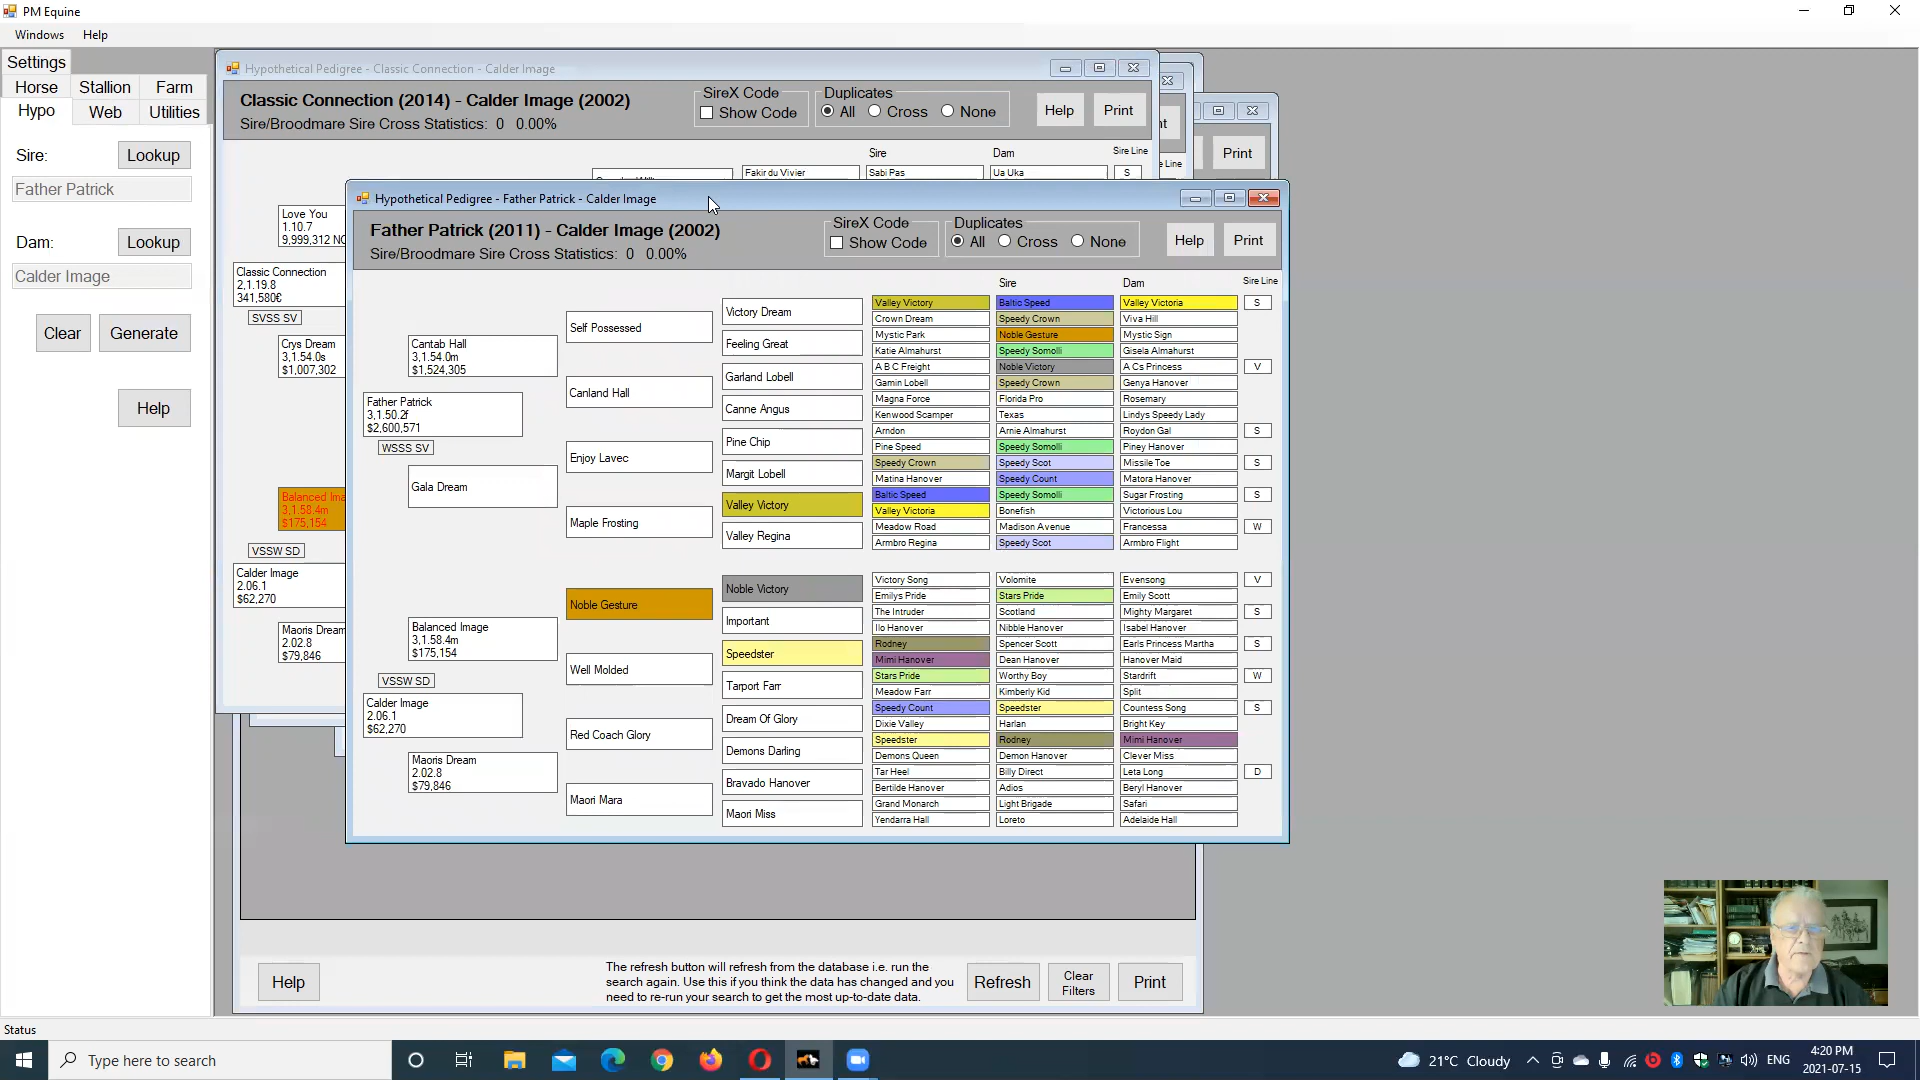 PM Equine
Windows Help
Settings
Horse Stallion Farm
Hypo Web Utilities
Sire: Lookup
Father Patrick
Dam: Lookup
Calder Image
Clear Generate
Help
Hypothetical Pedigree - Classic Connection - Calder Image
Classic Connection (2014) - Calder Image (2002)
Sire/Broodmare Sire Cross Statistics: 0 0.00%
SireX Code
Show Code
Duplicates
All Cross None
Help Print
Print
Sire Dam Sire Line
Fakir du Vivier Sabi Pas Ua Uka S
Love You
1.10.7
Classic Connection
2,1.19.8
341,580€
SVSS SV
Crys Dream
3,1.54.0s
$1,007,302
3,1.58.4m
$175,154
VSSW SD
Calder Image
2.06.1
$62,270
Maoris Dream
2.02.8
$79,846
Hypothetical Pedigree - Father Patrick - Calder Image
Father Patrick (2011) - Calder Image (2002)
Sire/Broodmare Sire Cross Statistics: 0 0.00%
SireX Code
Show Code
Duplicates
All Cross None
Help Print
Sire Dam Sire Line
Father Patrick
3,1.50.2f
$2,600,571
WSSS SV
Cantab Hall
3,1.54.0m
$1,524,305
Gala Dream
Self Possessed
Canland Hall
Enjoy Lavec
Maple Frosting
Victory Dream
Feeling Great
Garland Lobell
Canne Angus
Pine Chip
Margit Lobell
Valley Victory
Valley Regina
Valley Victory Baltic Speed Valley Victoria S
Crown Dream Speedy Crown Viva Hill
Mystic Park Noble Gesture Mystic Sign
Katie Almahurst Speedy Somolli Gisela Almahurst
A B C Freight Noble Victory A Cs Princess V
Gamin Lobell Speedy Crown Genya Hanover
Magna Force Florida Pro Rosemary
Kenwood Scamper Texas Lindys Speedy Lady
Arndon Arnie Almahurst Roydon Gal S
Pine Speed Speedy Somolli Piney Hanover
Speedy Crown Speedy Scot Missile Toe S
Matina Hanover Speedy Count Matora Hanover
Baltic Speed Speedy Somolli Sugar Frosting S
Valley Victoria Bonefish Victorious Lou
Meadow Road Madison Avenue Francessa W
Armbro Regina Speedy Scot Armbro Flight
Balanced Image
3,1.58.4m
$175,154
VSSW SD
Calder Image
2.06.1
$62,270
Maoris Dream
2.02.8
$79,846
Noble Gesture
Well Molded
Red Coach Glory
Maori Mara
Noble Victory
Important
Speedster
Tarport Farr
Dream Of Glory
Demons Darling
Bravado Hanover
Maori Miss
Victory Song Volomite Evensong V
Emilys Pride Stars Pride Emily Scott
The Intruder Scotland Mighty Margaret S
Ilo Hanover Nibble Hanover Isabel Hanover
Rodney Spencer Scott Earls Princess Martha S
Mimi Hanover Dean Hanover Hanover Maid
Stars Pride Worthy Boy Stardrift W
Meadow Farr Kimberly Kid Split
Speedy Count Speedster Countess Song S
Dixie Valley Harlan Bright Key
Speedster Rodney Mimi Hanover
Demons Queen Demon Hanover Clever Miss
Tar Heel Billy Direct Leta Long D
Bertilde Hanover Adios Beryl Hanover
Grand Monarch Light Brigade Safari
Yendarra Hall Loreto Adelaide Hall
Help
The refresh button will refresh from the database i.e. run the
search again. Use this if you think the data has changed and you
need to re-run your search to get the most up-to-date data.
Refresh
Clear
Filters
Print
Status
Type here to search
21°C Cloudy
ENG
4:20 PM
2021-07-15